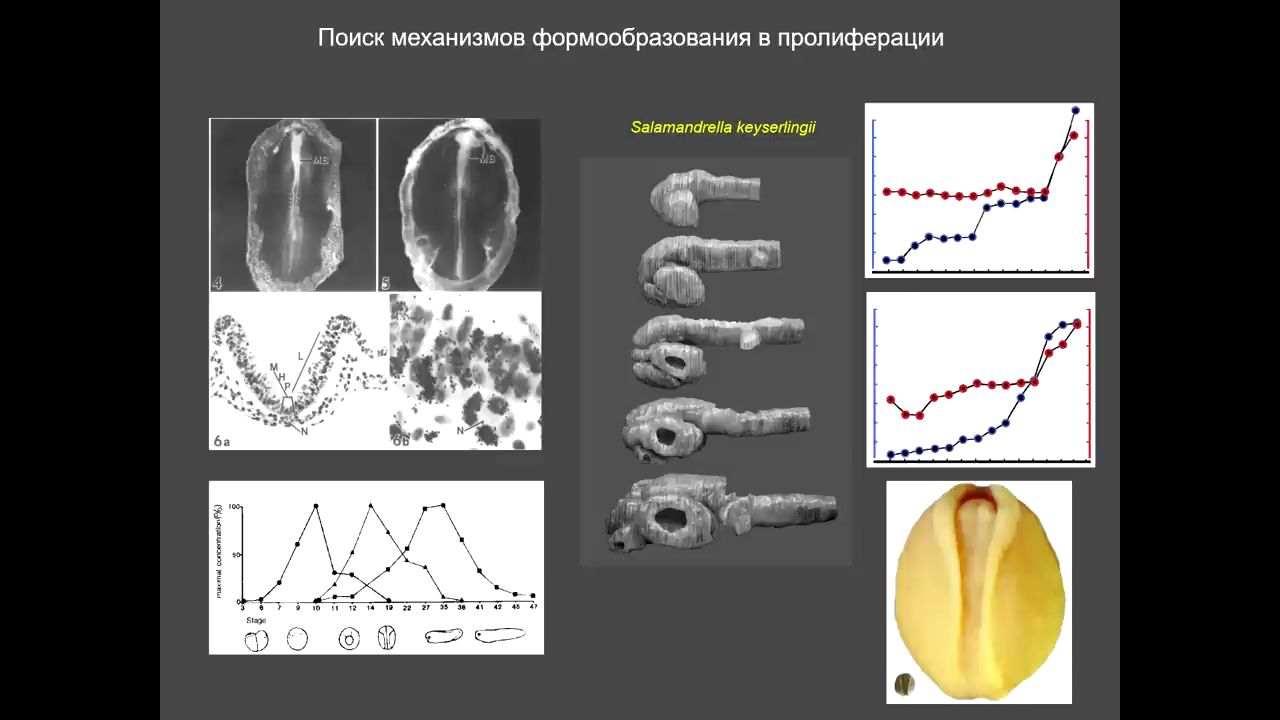 Поиск механизмов формообразования в пролиферации
Salamandrella keyserlingii
MB
4
MB
5
M
H
P
L
N
6a
N
6b
maximal concentration(%)
100
50
0
3 6 7 9 10 11 12 14 19 22 27 35 38 41 42 45 47
Stage